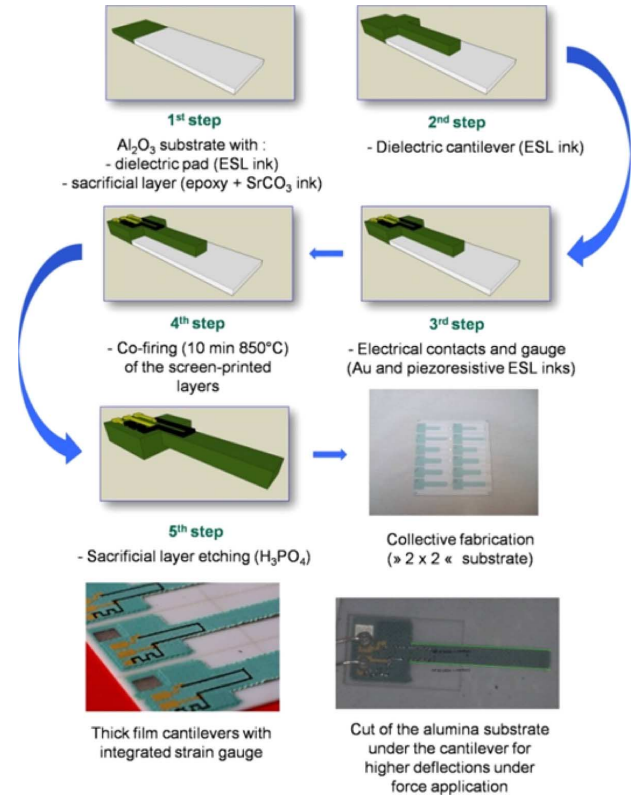 1st step
Al₂O₃ substrate with :
- dielectric pad (ESL ink)
- sacrificial layer (epoxy + SrCO₃ ink)
2nd step
- Dielectric cantilever (ESL ink)
3rd step
- Electrical contacts and gauge
(Au and piezoresistive ESL inks)
4th step
- Co-firing (10 min 850°C)
of the screen-printed
layers
5th step
- Sacrificial layer etching (H₃PO₄)
Collective fabrication
(» 2 x 2 « substrate)
Thick film cantilevers with
integrated strain gauge
Cut of the alumina substrate
under the cantilever for
higher deflections under
force application